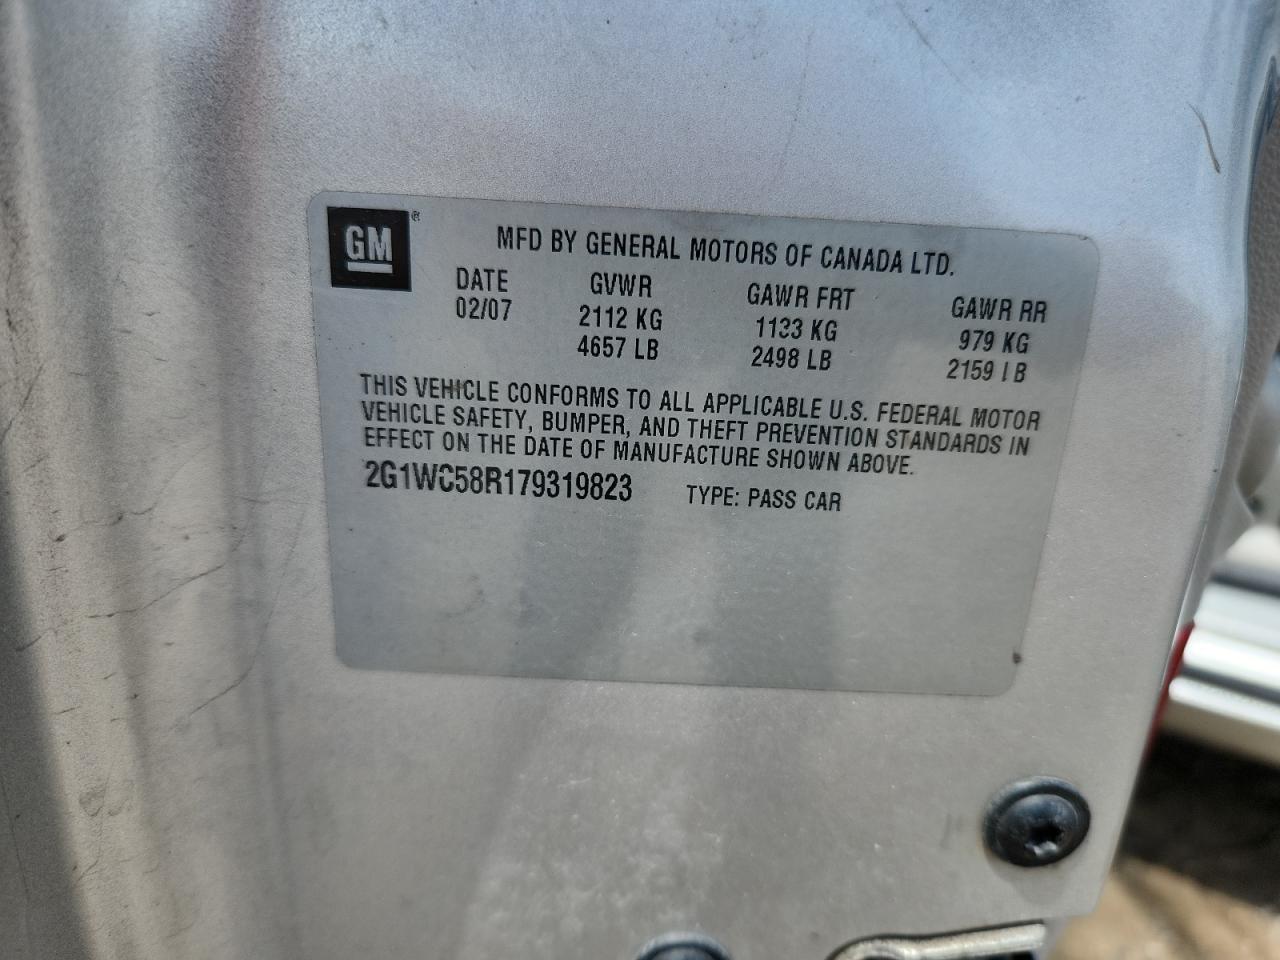 GM ®
MFD BY GENERAL MOTORS OF CANADA LTD.
DATE GVWR GAWR FRT GAWR RR
02/07 2112 KG 1133 KG 979 KG
4657 LB 2498 LB 2159 LB
THIS VEHICLE CONFORMS TO ALL APPLICABLE U.S. FEDERAL MOTOR
VEHICLE SAFETY, BUMPER, AND THEFT PREVENTION STANDARDS IN
EFFECT ON THE DATE OF MANUFACTURE SHOWN ABOVE.
2G1WC58R179319823 TYPE: PASS CAR